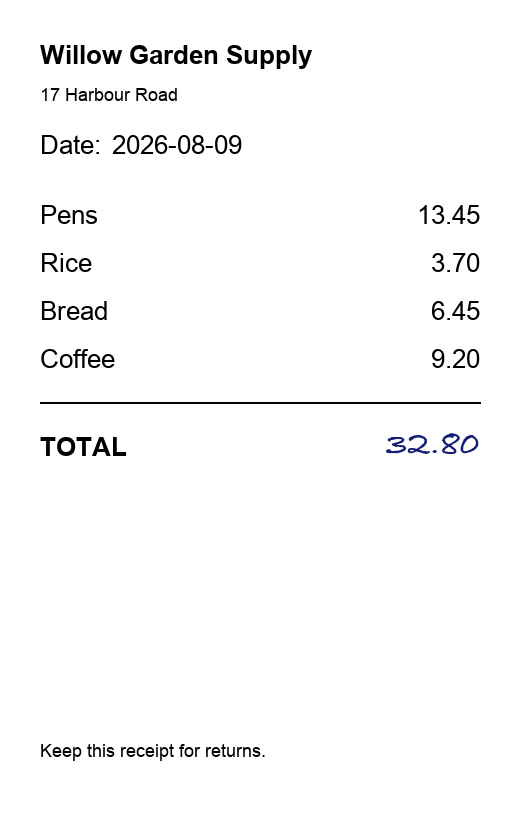 Willow Garden Supply
17 Harbour Road
Date: 2026-08-09
Pens 13.45
Rice 3.70
Bread 6.45
Coffee 9.20
TOTAL 32.80
Keep this receipt for returns.